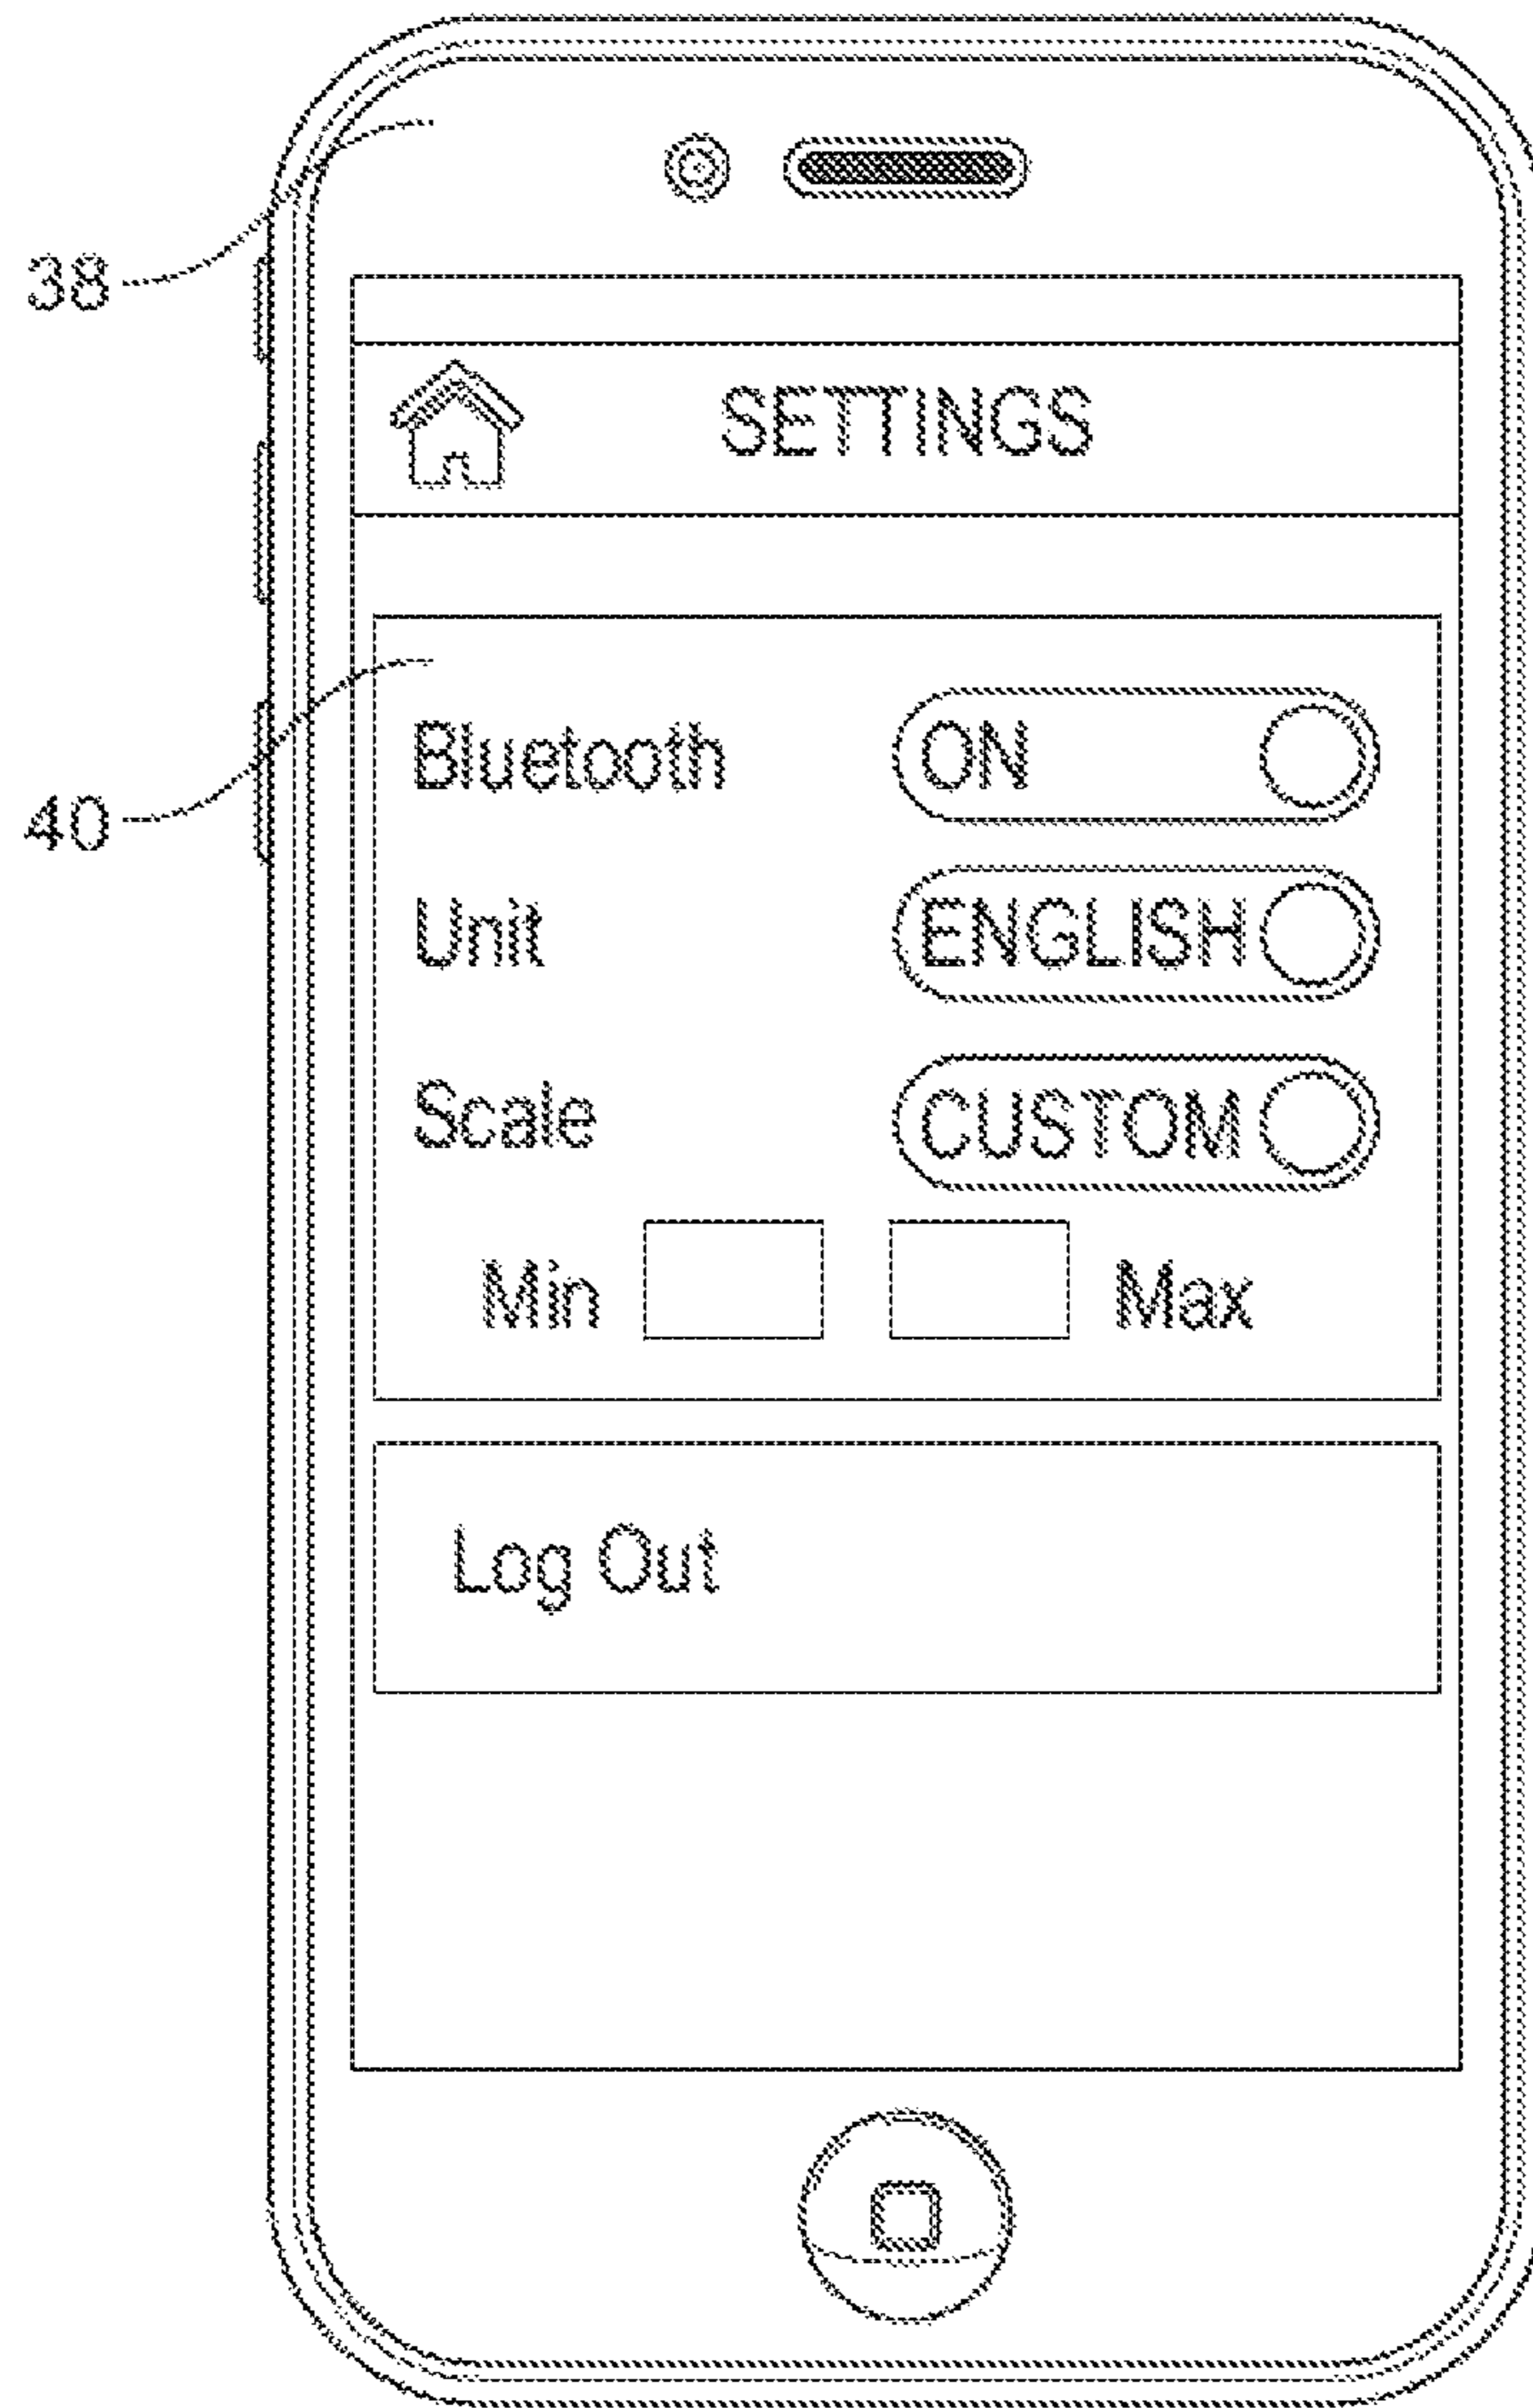 38
SETTINGS
40
Bluetooth ON
Unit ENGLISH
Scale CUSTOM
Min Max
Log Out